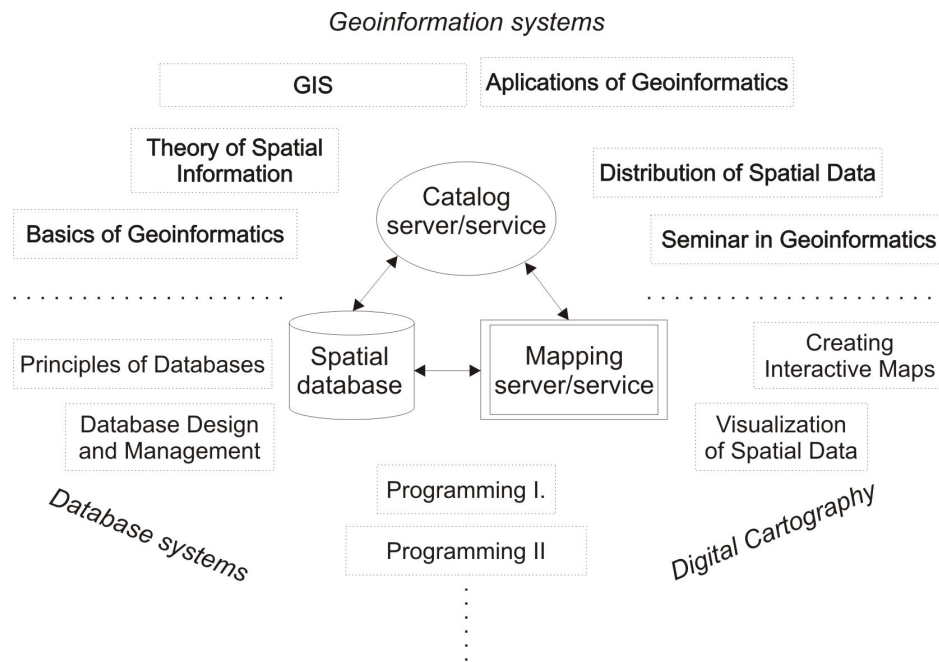 Geoinformation systems
GIS
Aplications of Geoinformatics
Theory of Spatial
Information
Distribution of Spatial Data
Catalog
server/service
Basics of Geoinformatics
Seminar in Geoinformatics
Principles of Databases
Spatial
database
Mapping
server/service
Creating
Interactive Maps
Database Design
and Management
Visualization
of Spatial Data
Programming I.
Programming II
Database systems
Digital Cartography